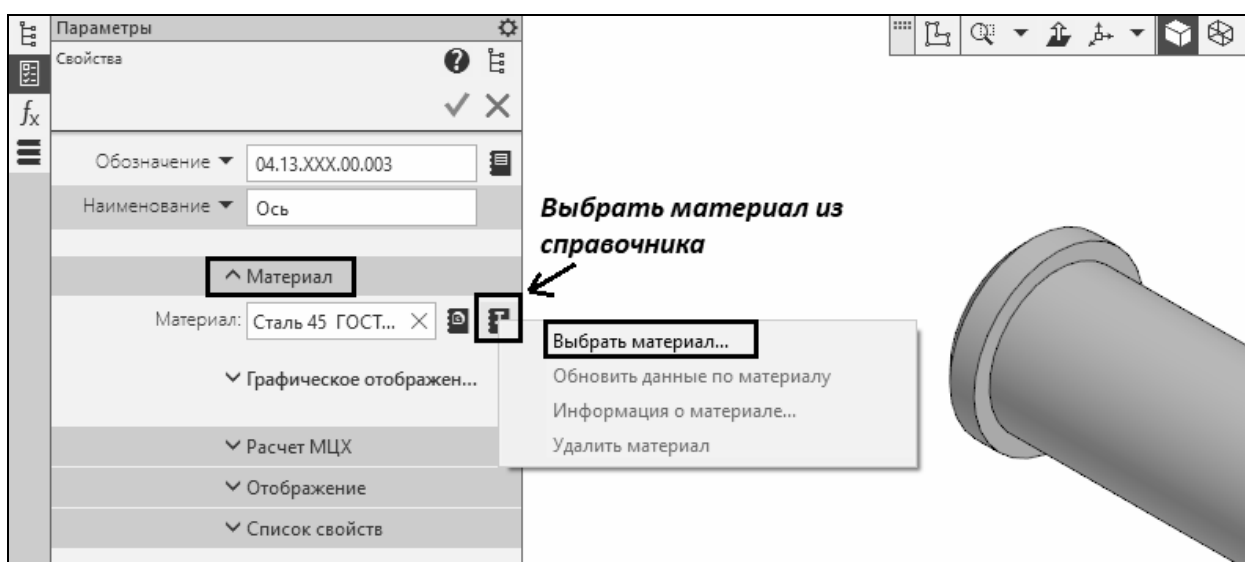 Параметры
Свойства
fx
Обозначение
04.13.XXX.00.003
Наименование
Ось
Выбрать материал из
справочника
Материал
Материал:
Сталь 45 ГОСТ...
Выбрать материал...
Обновить данные по материалу
Графическое отображен...
Информация о материале...
Удалить материал
Расчет МЦХ
Отображение
Список свойств